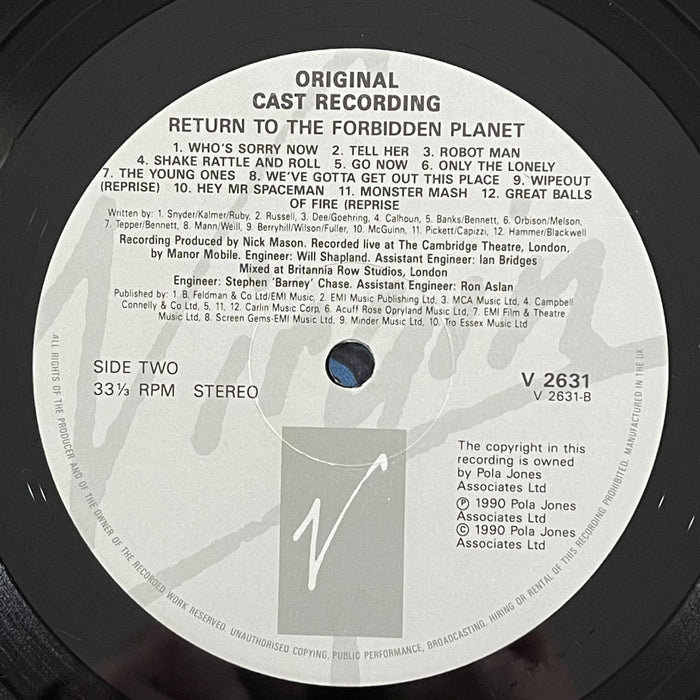 ORIGINAL
CAST RECORDING
RETURN TO THE FORBIDDEN PLANET
1. WHO'S SORRY NOW 2. TELL HER 3. ROBOT MAN
4. SHAKE RATTLE AND ROLL 5. GO NOW 6. ONLY THE LONELY
7. THE YOUNG ONES 8. WE'VE GOTTA GET OUT THIS PLACE 9. WIPEOUT
(REPRISE) 10. HEY MR SPACEMAN 11. MONSTER MASH 12. GREAT BALLS
OF FIRE (REPRISE
Written by: 1. Snyder/Kalmer/Ruby, 2. Russell, 3. Dee/Goehring, 4. Calhoun, 5. Banks/Bennett, 6. Orbison/Melson,
7. Tepper/Bennett, 8. Mann/Weill, 9. Berryhill/Wilson/Fuller, 10. McGuinn, 11. Pickett/Capizzi, 12. Hammer/Blackwell
Recording Produced by Nick Mason. Recorded live at The Cambridge Theatre, London,
by Manor Mobile. Engineer: Will Shapland. Assistant Engineer: Ian Bridges
Mixed at Britannia Row Studios, London
Engineer: Stephen 'Barney' Chase. Assistant Engineer: Ron Aslan
Published by: 1. B. Feldman & Co Ltd/EMI Music, 2. EMI Music Publishing Ltd, 3. MCA Music Ltd, 4. Campbell
Connelly & Co Ltd, 5, 11, 12. Carlin Music Corp, 6. Acuff Rose Opryland Music Ltd, 7. EMI Film & Theatre
Music Ltd, 8. Screen Gems-EMI Music Ltd, 9. Minder Music Ltd, 10. Tro Essex Music Ltd
Virgin
SIDE TWO
33⅓ RPM STEREO
V 2631
V 2631-B
The copyright in this
recording is owned
by Pola Jones
Associates Ltd
Ⓟ 1990 Pola Jones
Associates Ltd
© 1990 Pola Jones
Associates Ltd
V
ALL RIGHTS OF THE PRODUCER AND OF THE OWNER OF THE RECORDED WORK RESERVED. UNAUTHORISED COPYING, PUBLIC PERFORMANCE, BROADCASTING, HIRING OR RENTAL OF THIS RECORDING PROHIBITED. MANUFACTURED IN THE UK